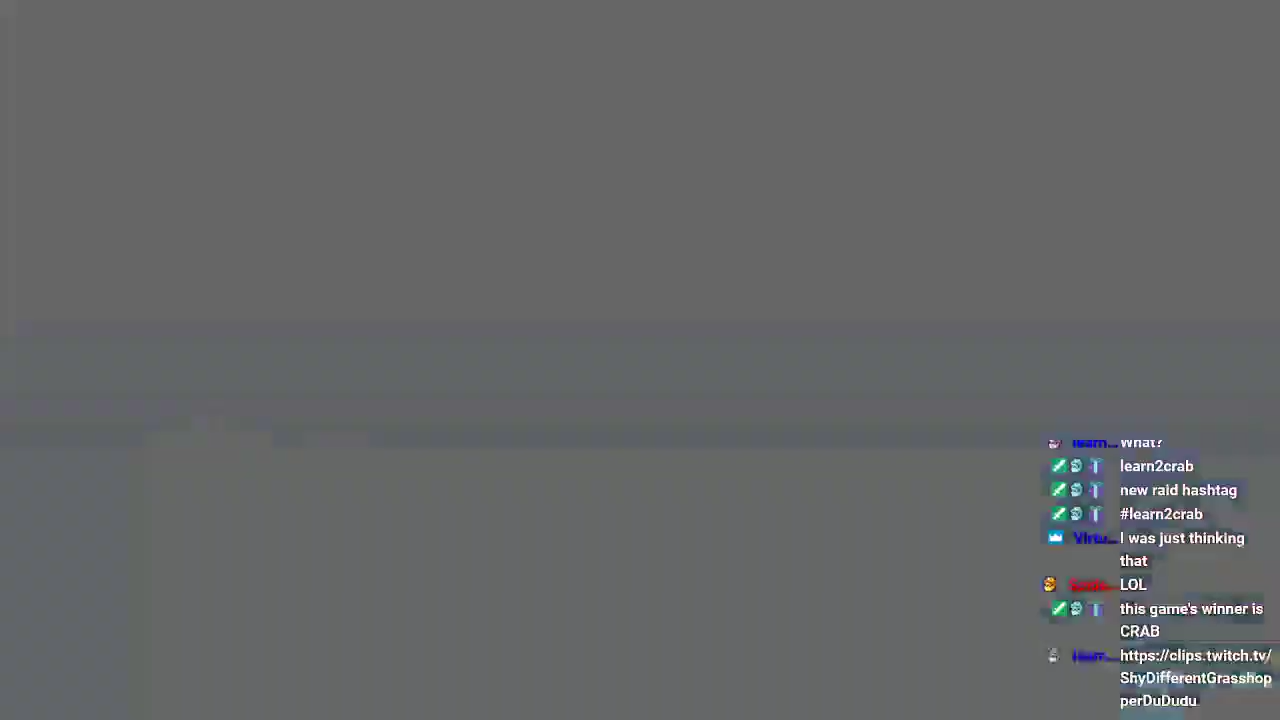 what?
learn2crab
new raid hashtag
#learn2crab
I was just thinking
that
LOL
this game's winner is
CRAB
https://clips.twitch.tv/
ShyDifferentGrasshop
perDuDudu